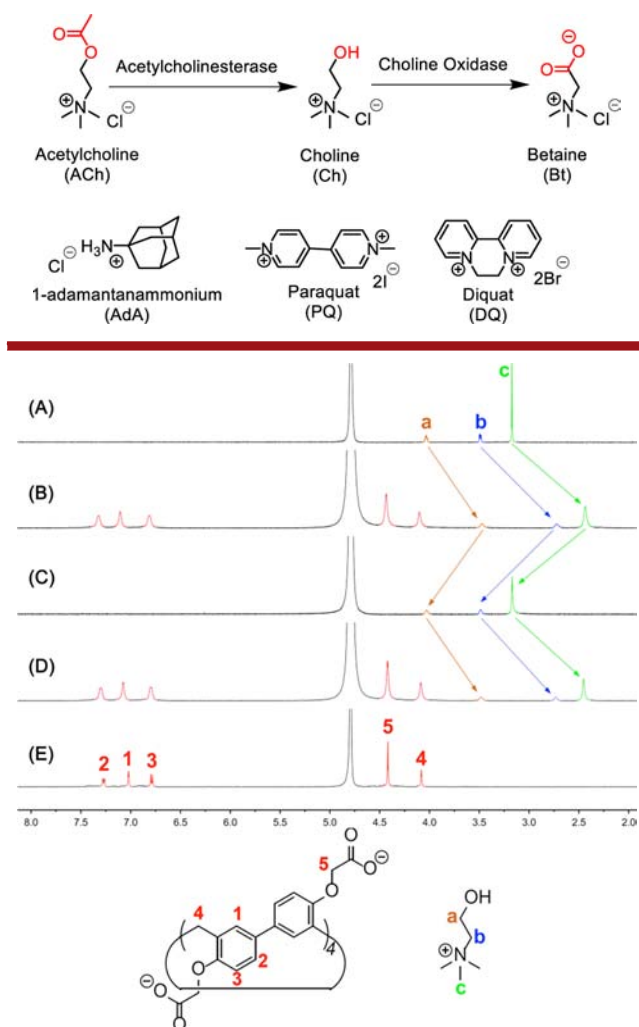 O
O
OH
O⊖
O
Acetylcholinesterase
Choline Oxidase
⊕N Cl⊖
⊕N Cl⊖
⊕N Cl⊖
Acetylcholine
Choline
Betaine
(ACh)
(Ch)
(Bt)
Cl⊖ H3N⊕
N⊕ ⊕N 2I⊖
N⊕ N⊕ 2Br⊖
1-adamantanammonium
Paraquat
Diquat
(AdA)
(PQ)
(DQ)
c
(A)
a
b
(B)
(C)
(D)
(E)
2
1
3
5
4
8.0 7.5 7.0 6.5 6.0 5.5 5.0 4.5 4.0 3.5 3.0 2.5 2.00
5 O O⊖
O
4
1
4
2
O
3
⊖O
O
OH
a
b
⊕N
c